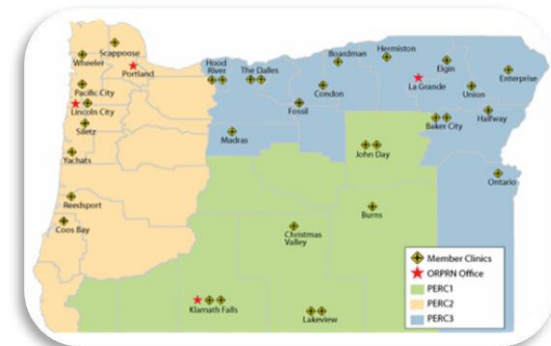 Scappoose
Wheeler
Portland
Pacific City
Lincoln City
Siletz
Yachats
Reedsport
Coos Bay
Hood
River
The Dalles
Boardman
Hermiston
Elgin
Enterprise
La Grande
Union
Condon
Fossil
Halfway
Baker City
Madras
John Day
Ontario
Burns
Christmas
Valley
Klamath Falls
Lakeview
Member Clinics
ORPRN Office
PERC1
PERC2
PERC3